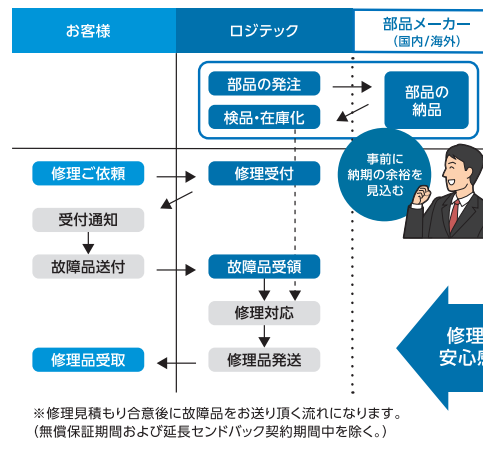 お客様
ロジテック
部品メーカー
(国内/海外)
部品の発注
検品・在庫化
部品の
納品
事前に
納期の余裕を
見込む
修理ご依頼
修理受付
受付通知
故障品送付
故障品受領
修理対応
修理品受取
修理品発送
修理
安心感
※修理見積もり合意後に故障品をお送り頂く流れになります。
(無償保証期間および延長センドバック契約期間中を除く。)